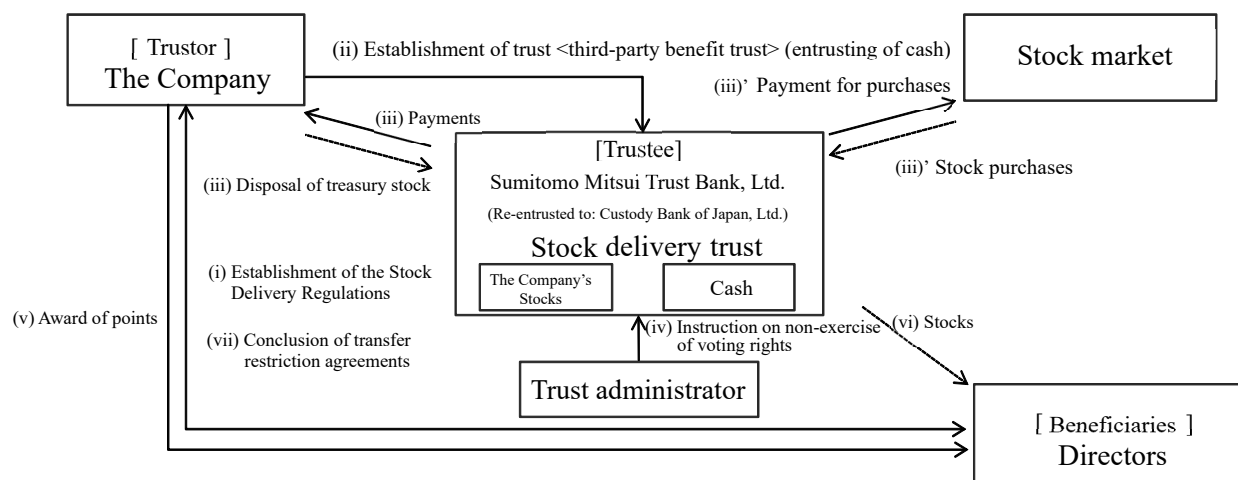 [ Trustor ]
The Company
(ii) Establishment of trust <third-party benefit trust> (entrusting of cash)
Stock market
(iii)’ Payment for purchases
(iii) Payments
(iii) Disposal of treasury stock
[Trustee]
Sumitomo Mitsui Trust Bank, Ltd.
(Re-entrusted to: Custody Bank of Japan, Ltd.)
Stock delivery trust
The Company’s
Stocks
Cash
(iii)’ Stock purchases
(i) Establishment of the Stock
Delivery Regulations
(v) Award of points
(vii) Conclusion of transfer
restriction agreements
(iv) Instruction on non-exercise
of voting rights
(vi) Stocks
Trust administrator
[ Beneficiaries ]
Directors